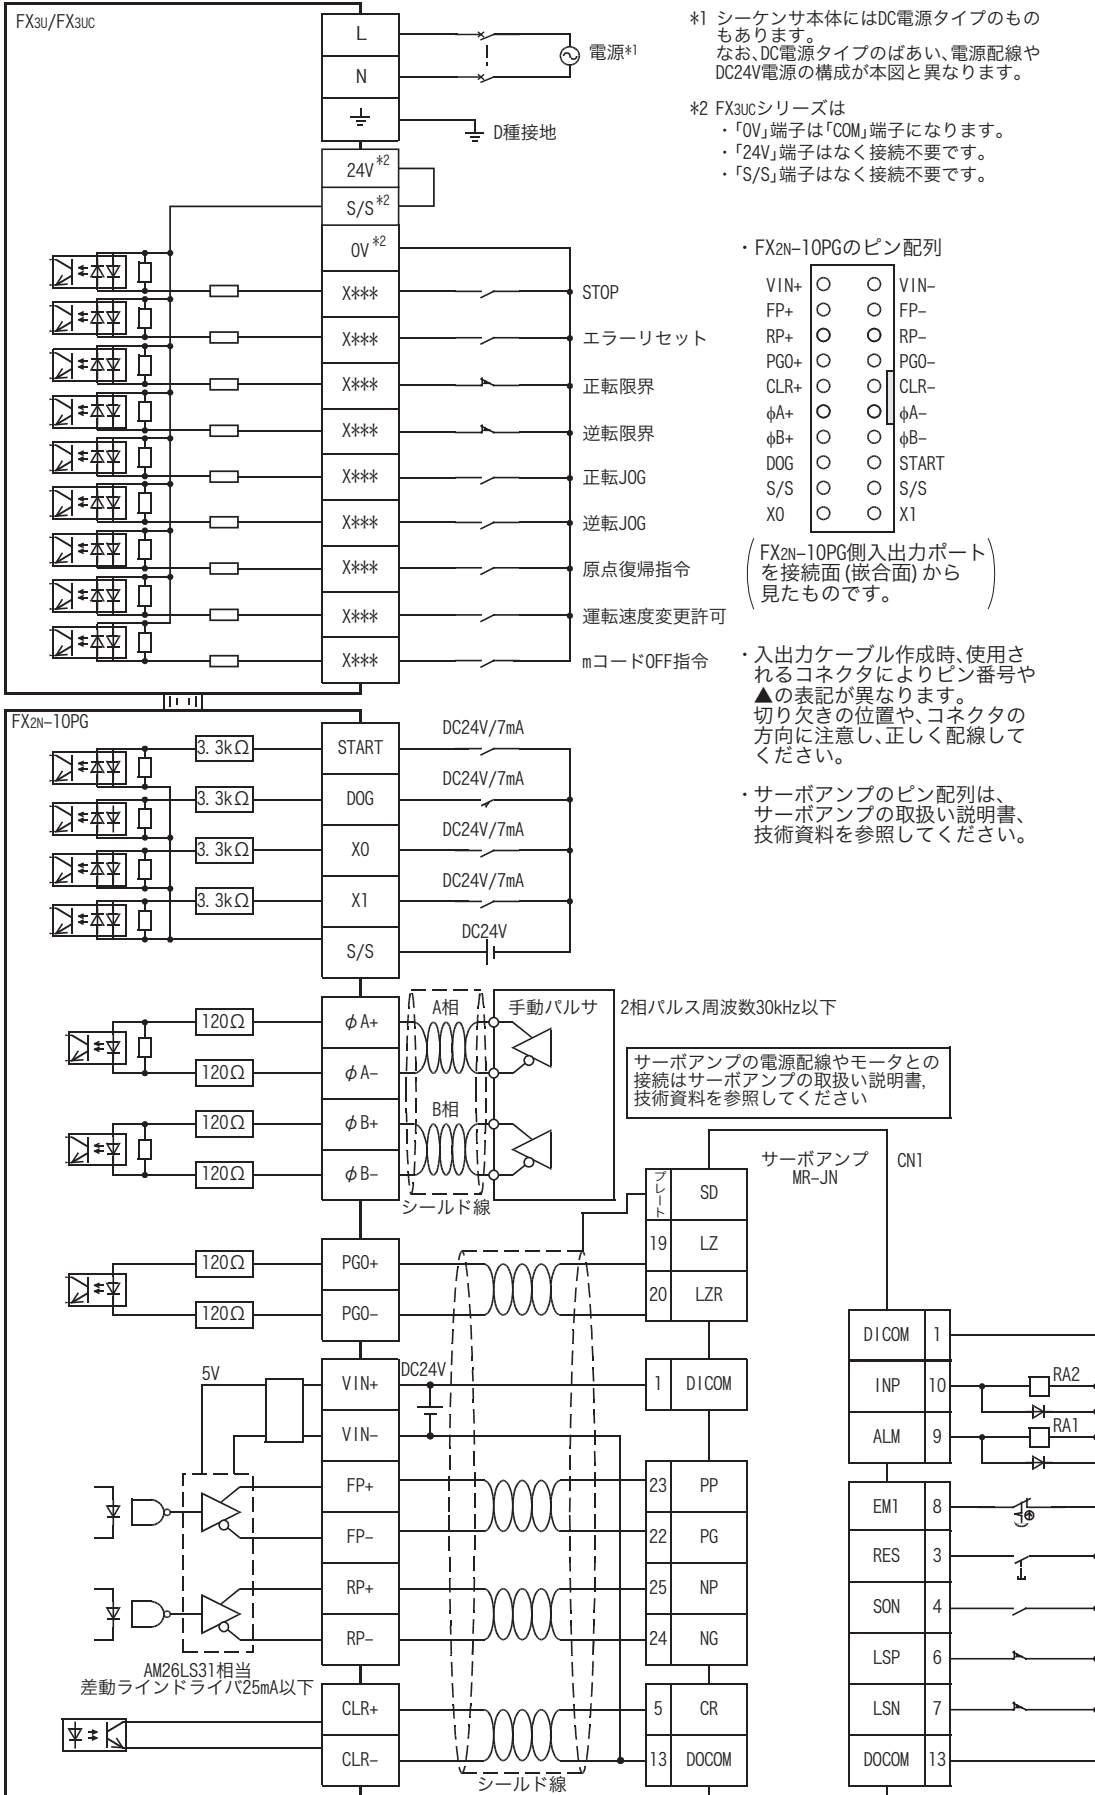 FX3U/FX3UC
L
N
電源*1
D種接地
24V*2
S/S*2
0V*2
X***
STOP
X***
エラーリセット
X***
正転限界
X***
逆転限界
X***
正転JOG
X***
逆転JOG
X***
原点復帰指令
X***
運転速度変更許可
X***
mコードOFF指令
*1 シーケンサ本体にはDC電源タイプのもの
もあります。
なお、DC電源タイプのばあい、電源配線や
DC24V電源の構成が本図と異なります。
*2 FX3UCシリーズは
・「0V」端子は「COM」端子になります。
・「24V」端子はなく接続不要です。
・「S/S」端子はなく接続不要です。
・FX2N-10PGのピン配列
VIN+ VIN-
FP+ FP-
RP+ RP-
PG0+ PG0-
CLR+ CLR-
φA+ φA-
φB+ φB-
DOG START
S/S S/S
X0 X1
FX2N-10PG側入出力ポート
を接続面(嵌合面)から
見たものです。
・入出力ケーブル作成時、使用さ
れるコネクタによりピン番号や
▲の表記が異なります。
切り欠きの位置や、コネクタの
方向に注意し、正しく配線して
ください。
・サーボアンプのピン配列は、
サーボアンプの取扱い説明書、
技術資料を参照してください。
FX2N-10PG
3.3kΩ
START
DC24V/7mA
3.3kΩ
DOG
DC24V/7mA
3.3kΩ
X0
DC24V/7mA
3.3kΩ
X1
DC24V/7mA
S/S
DC24V
120Ω
φA+
A相
手動パルサ
2相パルス周波数30kHz以下
120Ω
φA-
120Ω
φB+
B相
120Ω
φB-
シールド線
サーボアンプの電源配線やモータとの
接続はサーボアンプの取扱い説明書,
技術資料を参照してください
サーボアンプ
MR-JN
CN1
プレート
SD
120Ω
PG0+
19
LZ
120Ω
PG0-
20
LZR
5V
VIN+
DC24V
1
DICOM
VIN-
FP+
23
PP
FP-
22
PG
RP+
25
NP
RP-
24
NG
AM26LS31相当
差動ラインドライバ25mA以下
CLR+
5
CR
CLR-
13
DOCOM
シールド線
DICOM
1
INP
10
RA2
ALM
9
RA1
EM1
8
RES
3
SON
4
LSP
6
LSN
7
DOCOM
13